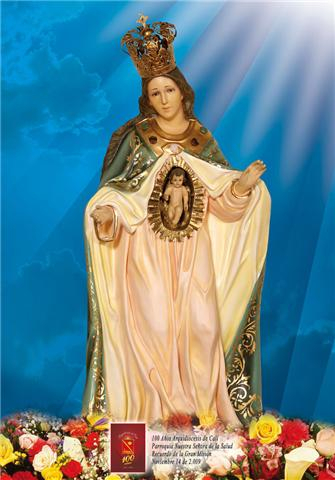 100
100 Años Arquidiócesis de Cali
Parroquia Nuestra Señora de la Salud
Recuerdo de la Gran Misión
Noviembre 14 de 2.009